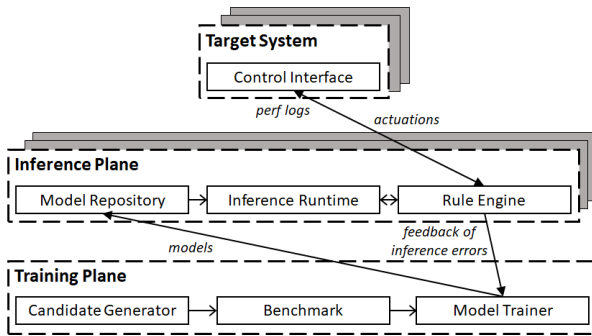 Target System
Control Interface
perf logs
actuations
Inference Plane
Model Repository
Inference Runtime
Rule Engine
models
feedback of
inference errors
Training Plane
Candidate Generator
Benchmark
Model Trainer